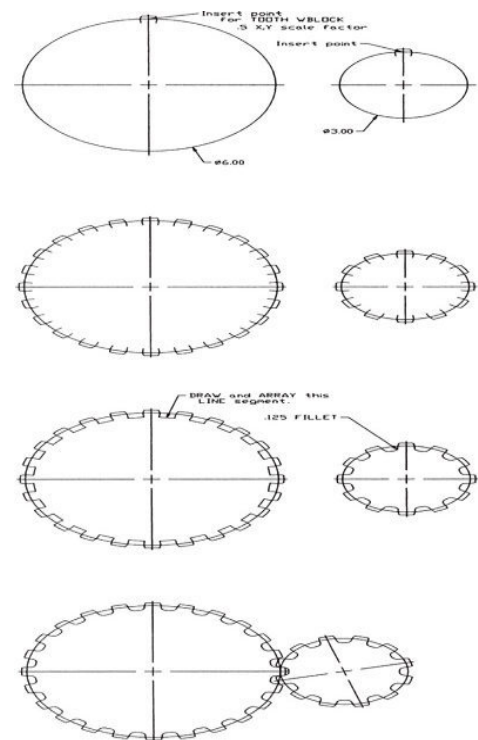 Insert point
for TOOTH WBLOCK
.5 X,Y scale factor
Insert point
ø6.00
ø3.00
DRAW and ARRAY this
LINE segment.
.125 FILLET